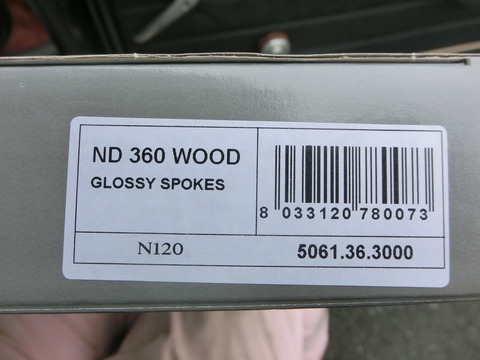 ND 360 WOOD
GLOSSY SPOKES
8 033120 780073
N120
5061.36.3000